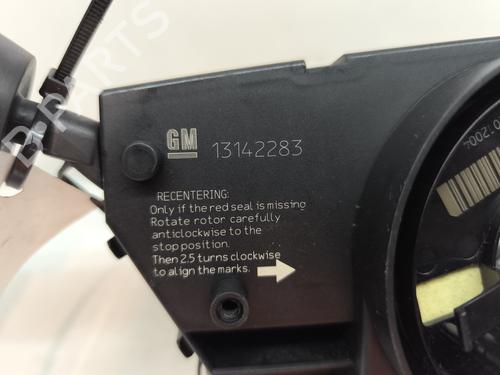 B-PARTS
GM 13142283
RECENTERING:
Only if the red seal is missing
Rotate rotor carefully
anticlockwise to the
stop position.
Then 2.5 turns clockwise
to align the marks.